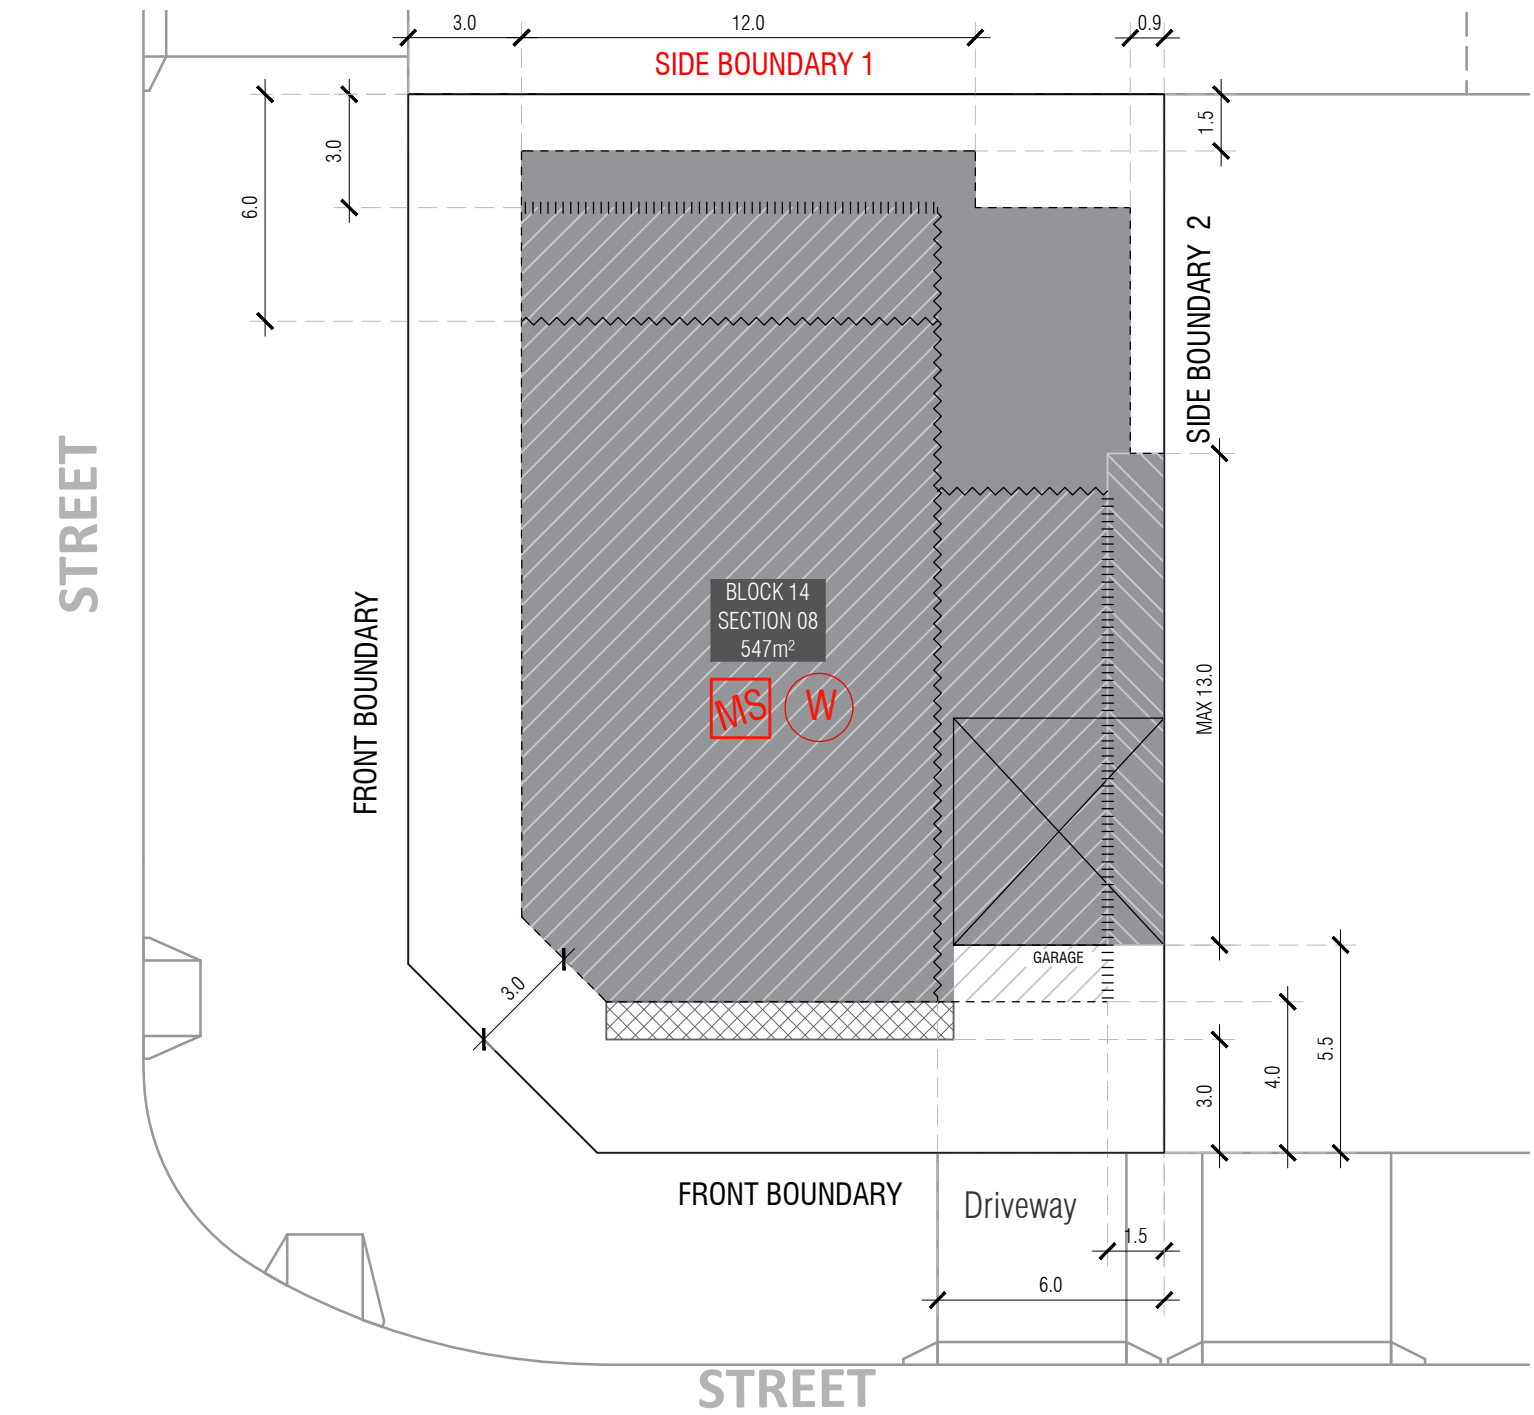 3.0
12.0
0.9
SIDE BOUNDARY 1
3.0
6.0
1.5
SIDE BOUNDARY 2
STREET
FRONT BOUNDARY
BLOCK 14
SECTION 08
547m²
MS
W
MAX 13.0
GARAGE
3.0
3.0
4.0
5.5
FRONT BOUNDARY
Driveway
1.5
6.0
STREET